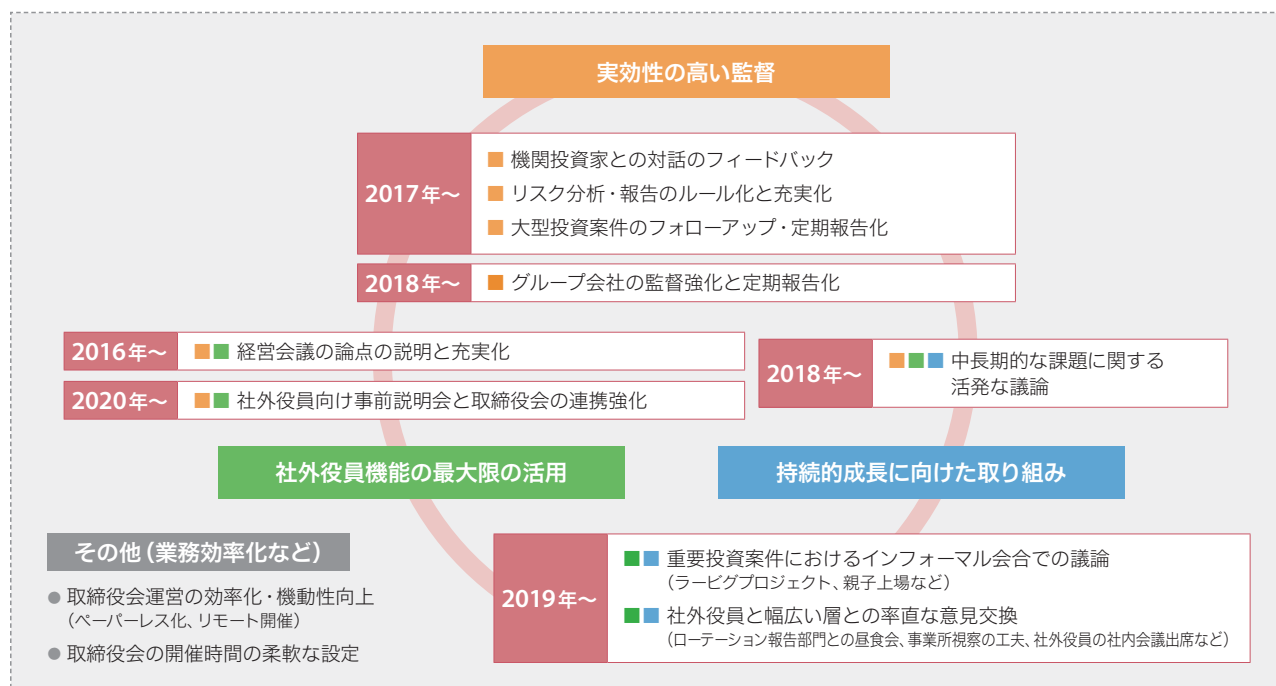 実効性の高い監督
2017年～
■ 機関投資家との対話のフィードバック
■ リスク分析・報告のルール化と充実化
■ 大型投資案件のフォローアップ・定期報告化
2018年～
■ グループ会社の監督強化と定期報告化
2016年～
■■ 経営会議の論点の説明と充実化
2020年～
■■ 社外役員向け事前説明会と取締役会の連携強化
2018年～
■■■ 中長期的な課題に関する
活発な議論
社外役員機能の最大限の活用
持続的成長に向けた取り組み
その他（業務効率化など）
● 取締役会運営の効率化・機動性向上
（ペーパーレス化、リモート開催）
● 取締役会の開催時間の柔軟な設定
2019年～
■■ 重要投資案件におけるインフォーマル会合での議論
（ラービグプロジェクト、親子上場など）
■■ 社外役員と幅広い層との率直な意見交換
（ローテーション報告部門との昼食会、事業所視察の工夫、社外役員の社内会議出席など）